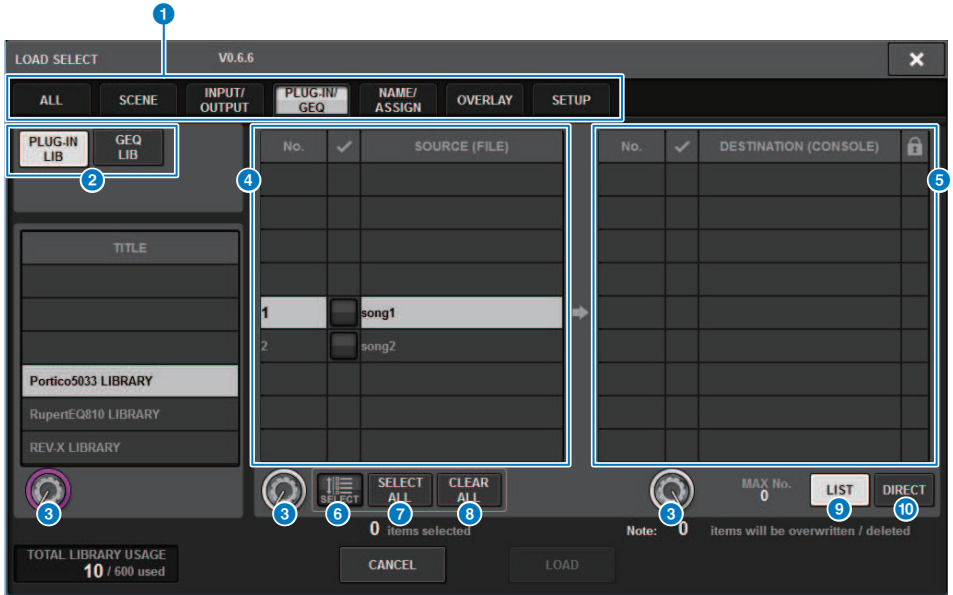 1
LOAD SELECT V0.6.6
ALL SCENE INPUT/ OUTPUT PLUG-IN/ GEQ NAME/ ASSIGN OVERLAY SETUP
PLUG-IN LIB GEQ LIB
2
No. SOURCE (FILE)
No. DESTINATION (CONSOLE)
4
5
TITLE
1 song1
2 song2
Portico5033 LIBRARY
RupertEQ810 LIBRARY
REV-X LIBRARY
3
3
SELECT
SELECT ALL
CLEAR ALL
6 7 8
3
MAX No.
0
LIST
DIRECT
9 10
0 items selected
Note: 0 items will be overwritten / deleted
TOTAL LIBRARY USAGE
10 / 600 used
CANCEL
LOAD